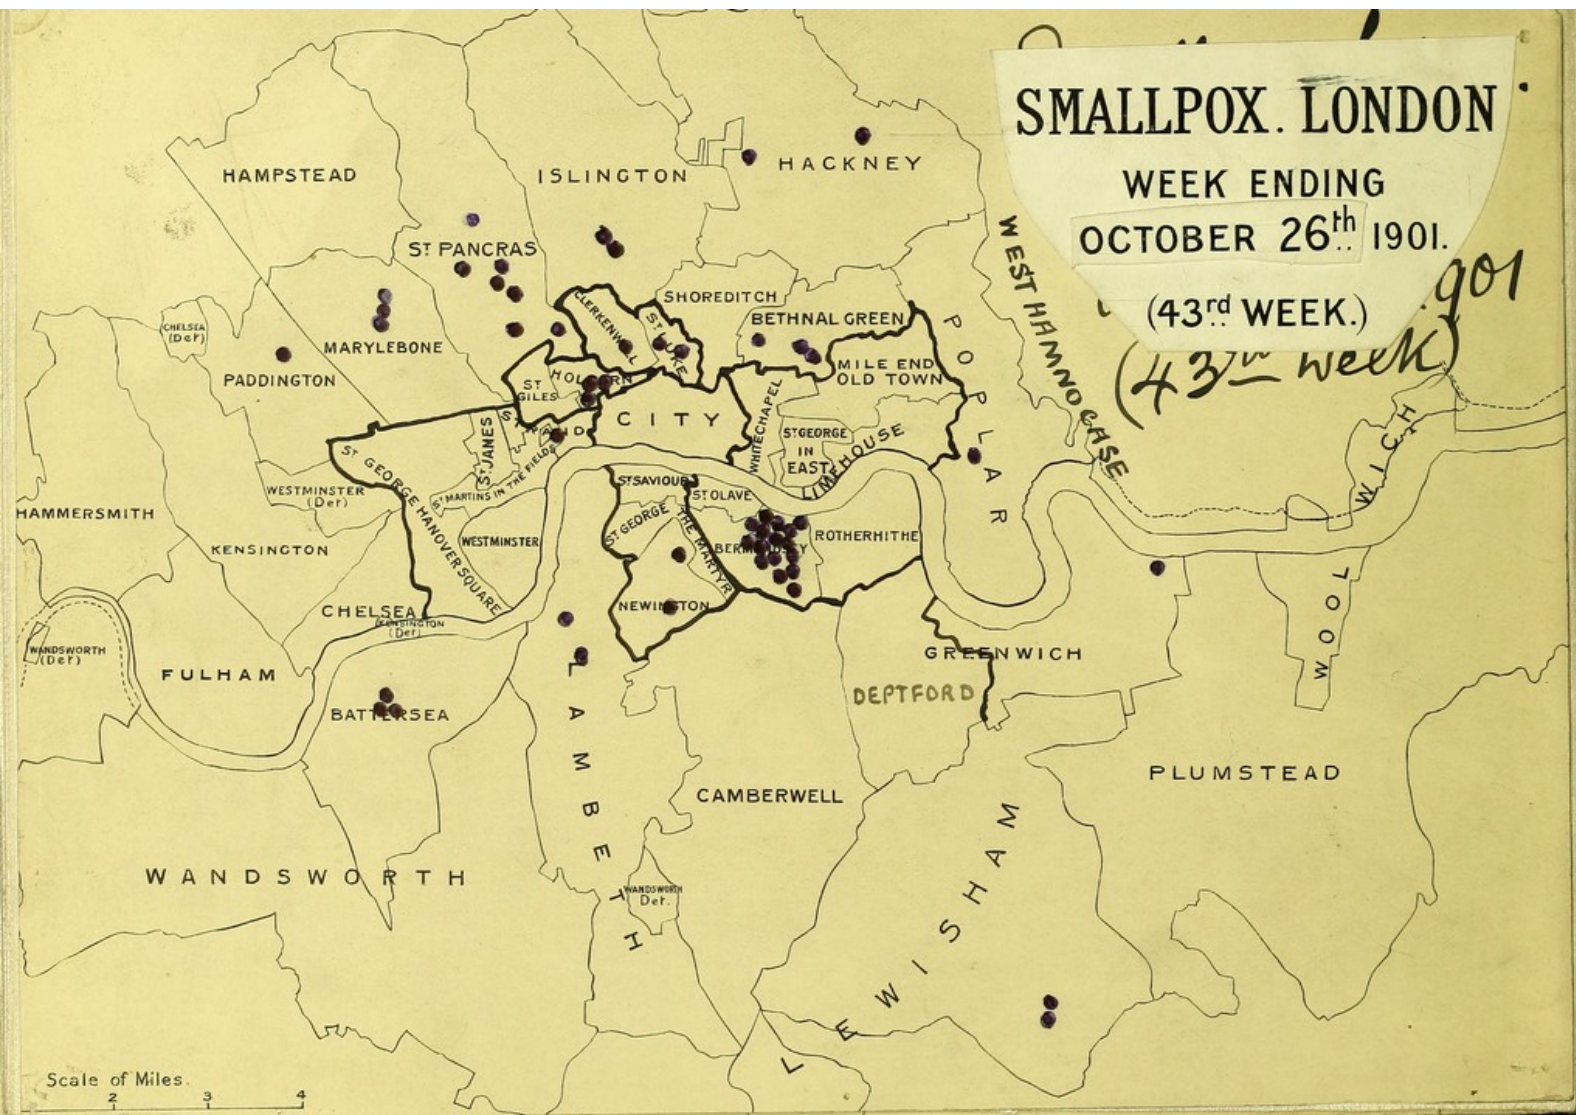 SMALLPOX. LONDON
WEEK ENDING
OCTOBER 26th 1901.
(43rd WEEK.)
901
(43rd week)
HAMPSTEAD
ISLINGTON
HACKNEY
ST PANCRAS
WEST HAM NO CASE
SHOREDITCH
CLERKENWELL
ST LUKE
BETHNAL GREEN
POPLAR
CHELSEA
(Det)
MARYLEBONE
PADDINGTON
MILE END
OLD TOWN
HOLBORN
ST
GILES
CITY
WHITECHAPEL
STRAND
ST JANES
ST GEORGE
IN
EAST
LIMEHOUSE
ST GEORGE HANOVER SQUARE
ST MARTINS IN THE FIELDS
WESTMINSTER
(Det)
ST SAVIOUR
ST OLAVE
HAMMERSMITH
WESTMINSTER
ST GEORGE THE MARTYR
BERMONDSEY
ROTHERHITHE
KENSINGTON
WOOLWICH
NEWINGTON
CHELSEA
KENSINGTON
(Det)
WANDSWORTH
(Det)
FULHAM
GREENWICH
DEPTFORD
BATTERSEA
LAMBETH
PLUMSTEAD
CAMBERWELL
WANDSWORTH
WANDSWORTH
Det.
LEWISHAM
Scale of Miles.
2 3 4